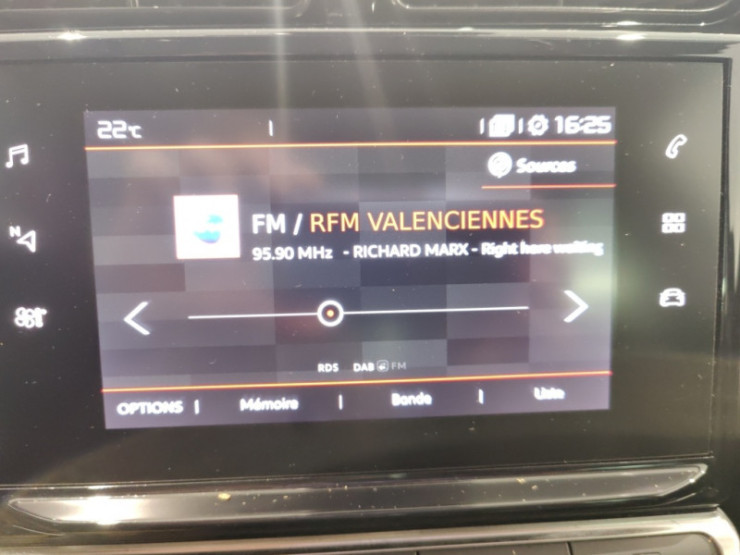 22°C
16:25
Sources
FM / RFM VALENCIENNES
95.90 MHz - RICHARD MARX - Right here waiting
N
RDS DAB FM
OPTIONS Mémoire Bande Liste